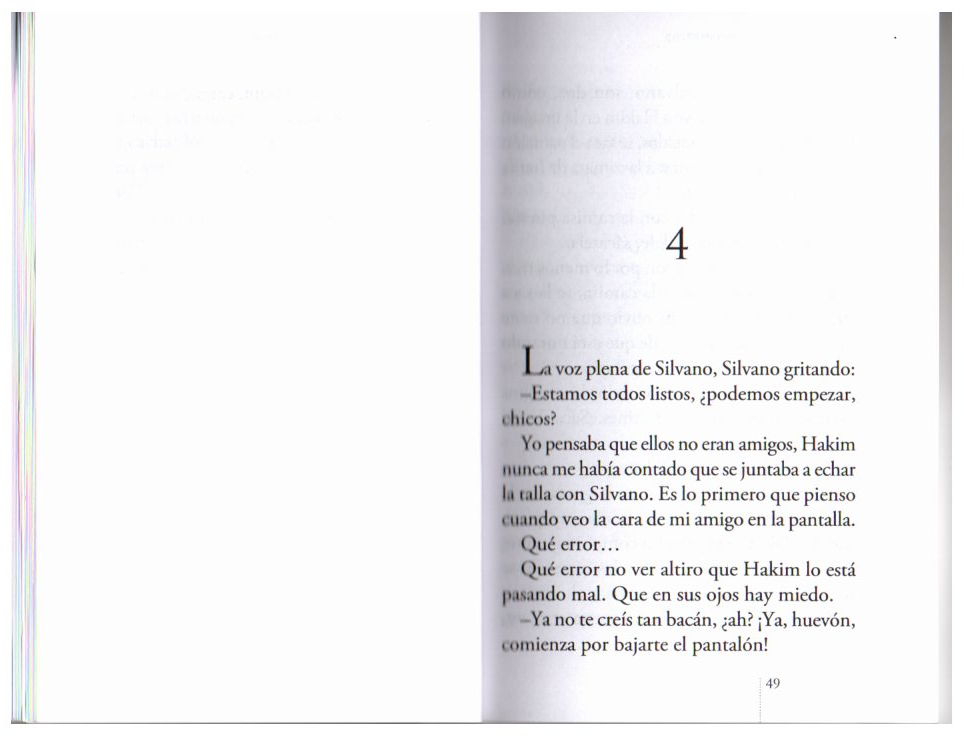 4
La voz plena de Silvano, Silvano gritando:
–Estamos todos listos, ¿podemos empezar,
chicos?
Yo pensaba que ellos no eran amigos, Hakim
nunca me había contado que se juntaba a echar
la talla con Silvano. Es lo primero que pienso
cuando veo la cara de mi amigo en la pantalla.
Qué error…
Qué error no ver altiro que Hakim lo está
pasando mal. Que en sus ojos hay miedo.
–Ya no te creís tan bacán, ¿ah? ¡Ya, huevón,
comienza por bajarte el pantalón!
49